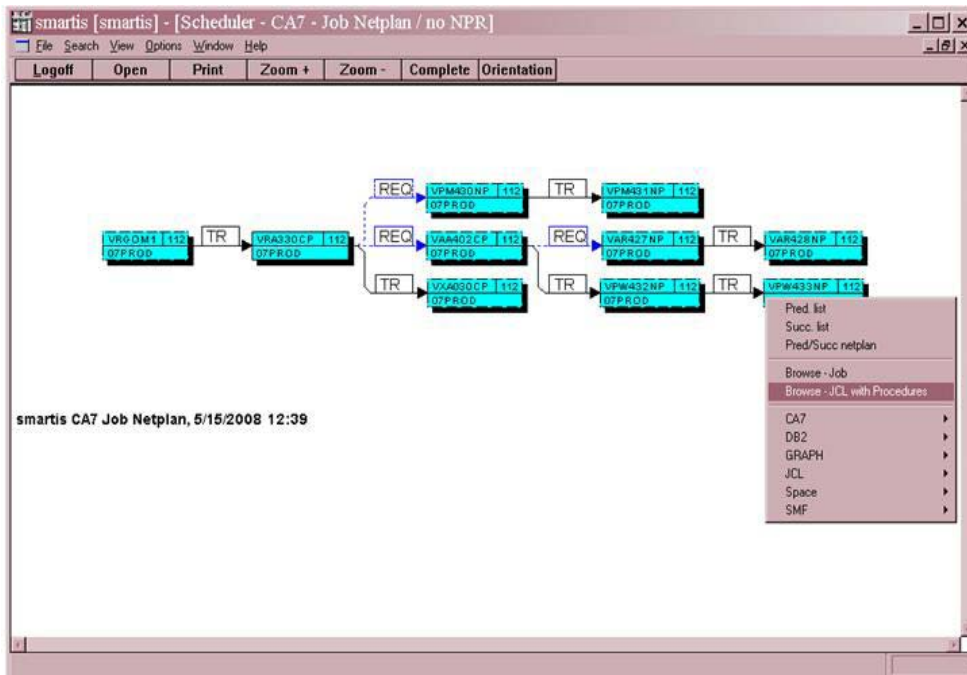 smartis [smartis] - [Scheduler - CA7 - Job Netplan / no NPR]
File Search View Options Window Help
Logoff Open Print Zoom + Zoom - Complete Orientation
REQ VPM430NP 112 TR VPM431NP 112
07PROD 07PROD
VRGOM1 112 TR VRA330CP 112 REQ VAA402CP 112 REQ VAR427NP 112 TR VAR428NP 112
07PROD 07PROD 07PROD 07PROD 07PROD
TR VXA030CP 112 TR VPW432NP 112 TR VPW433NP 112
07PROD 07PROD
Pred. list
Succ. list
Pred/Succ netplan
Browse - Job
Browse - JCL with Procedures
CA7
DB2
GRAPH
JCL
Space
SMF
smartis CA7 Job Netplan, 5/15/2008 12:39